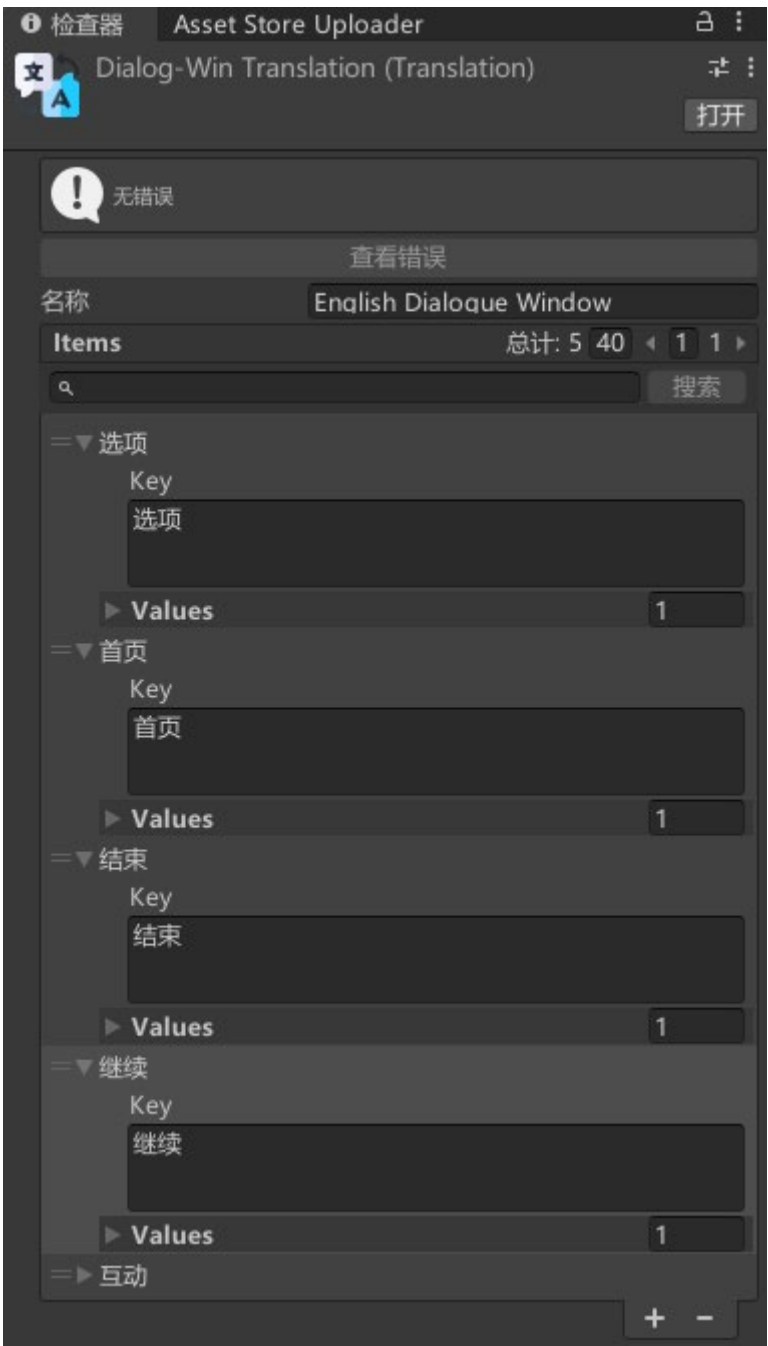 检查器 Asset Store Uploader
Dialog-Win Translation (Translation)
打开
无错误
查看错误
名称 English Dialogue Window
Items 总计: 5 40 1 1
搜索
选项
Key
选项
Values 1
首页
Key
首页
Values 1
结束
Key
结束
Values 1
继续
Key
继续
Values 1
互动
+ -